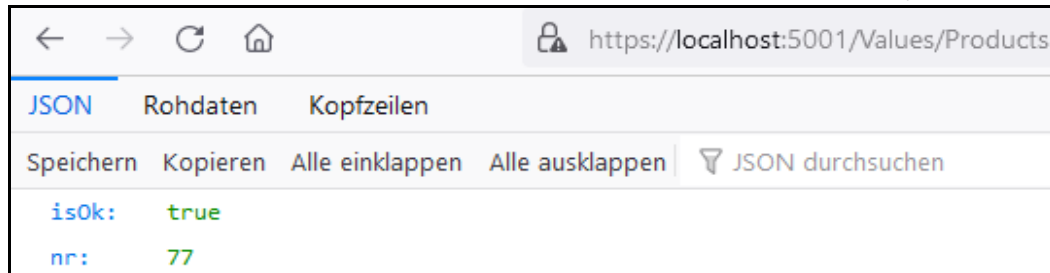 https://localhost:5001/Values/Products
JSON Rohdaten Kopfzeilen
Speichern Kopieren Alle einklappen Alle ausklappen JSON durchsuchen
isOk: true
nr: 77